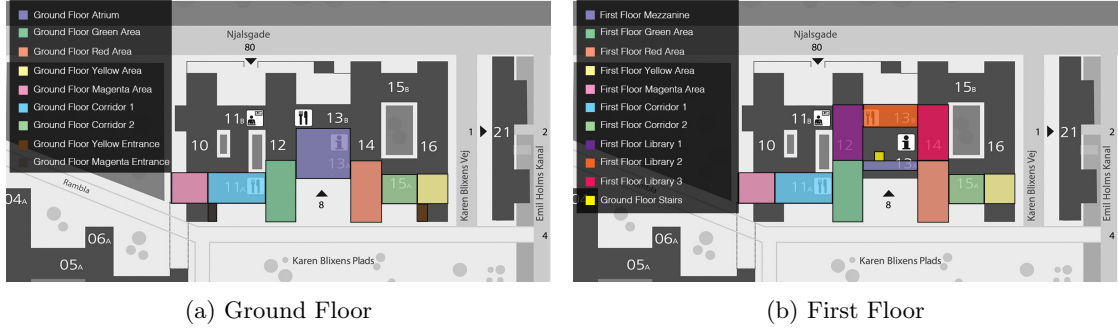 Ground Floor Atrium
Ground Floor Green Area
Ground Floor Red Area
Ground Floor Yellow Area
Ground Floor Magenta Area
Ground Floor Corridor 1
Ground Floor Corridor 2
Ground Floor Yellow Entrance
Ground Floor Magenta Entrance
Njalsgade
80
15B
11B
13B
10
12
14
16
13A
11A
15A
8
1
21
2
4
Rambla
04A
06A
05A
Karen Blixens Vej
Emil Holms Kanal
Karen Blixens Plads
(a) Ground Floor
First Floor Mezzanine
First Floor Green Area
First Floor Red Area
First Floor Yellow Area
First Floor Magenta Area
First Floor Corridor 1
First Floor Corridor 2
First Floor Library 1
First Floor Library 2
First Floor Library 3
Ground Floor Stairs
Njalsgade
80
15B
11B
13B
10
12
14
16
13A
11A
15A
8
1
21
2
4
Rambla
04A
06A
05A
Karen Blixens Vej
Emil Holms Kanal
Karen Blixens Plads
(b) First Floor